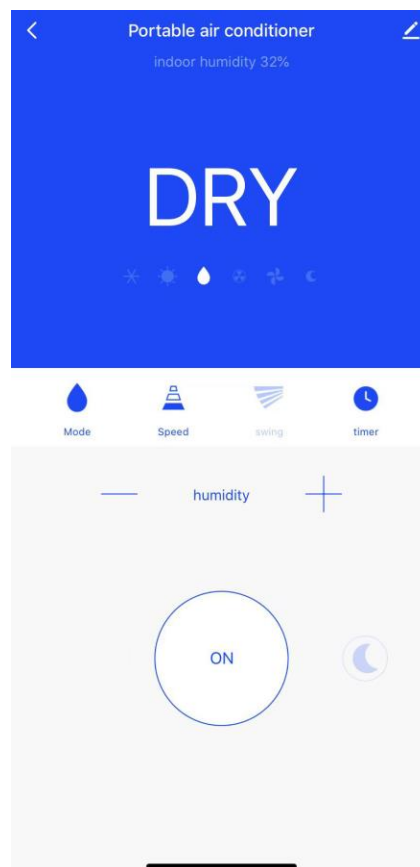 Portable air conditioner
indoor humidity 32%
DRY
Mode Speed swing timer
humidity
ON